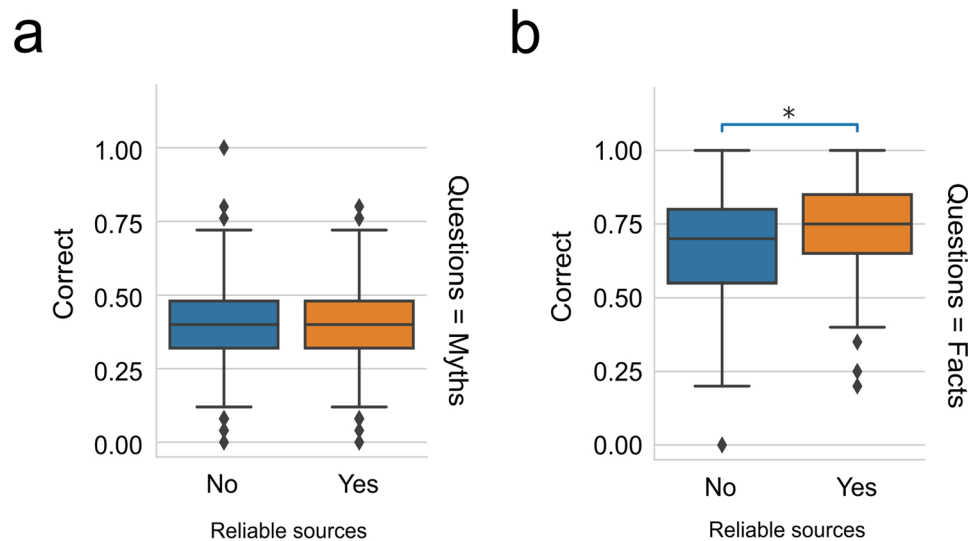 a
1.00
0.75
0.50
0.25
0.00
Correct
No
Yes
Reliable sources
Questions = Myths
b
*
1.00
0.75
0.50
0.25
0.00
Correct
No
Yes
Reliable sources
Questions = Facts